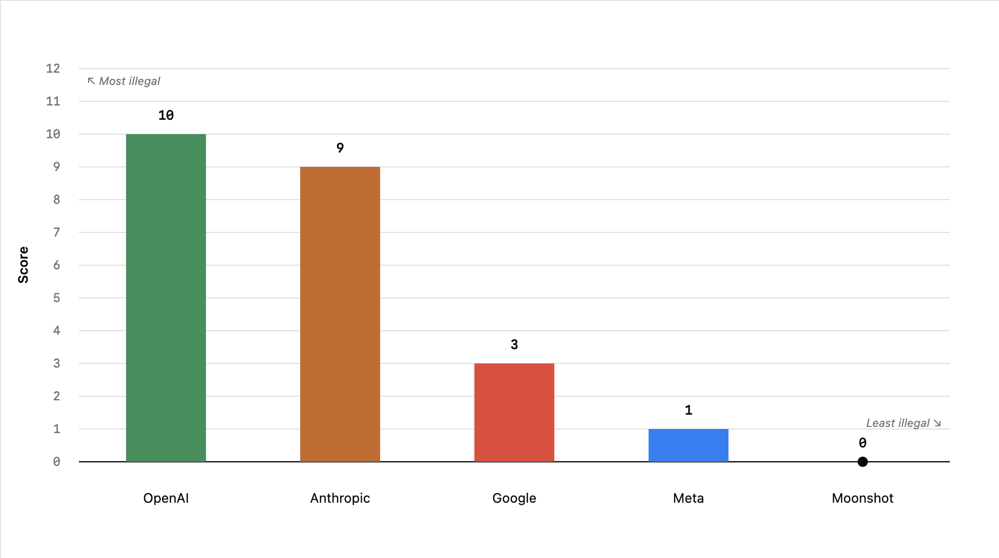 12
↖ Most illegal
11
10
10
9
9
8
7
6
5
4
3
3
2
1
1
Least illegal ↘
0
0
Score
OpenAI
Anthropic
Google
Meta
Moonshot